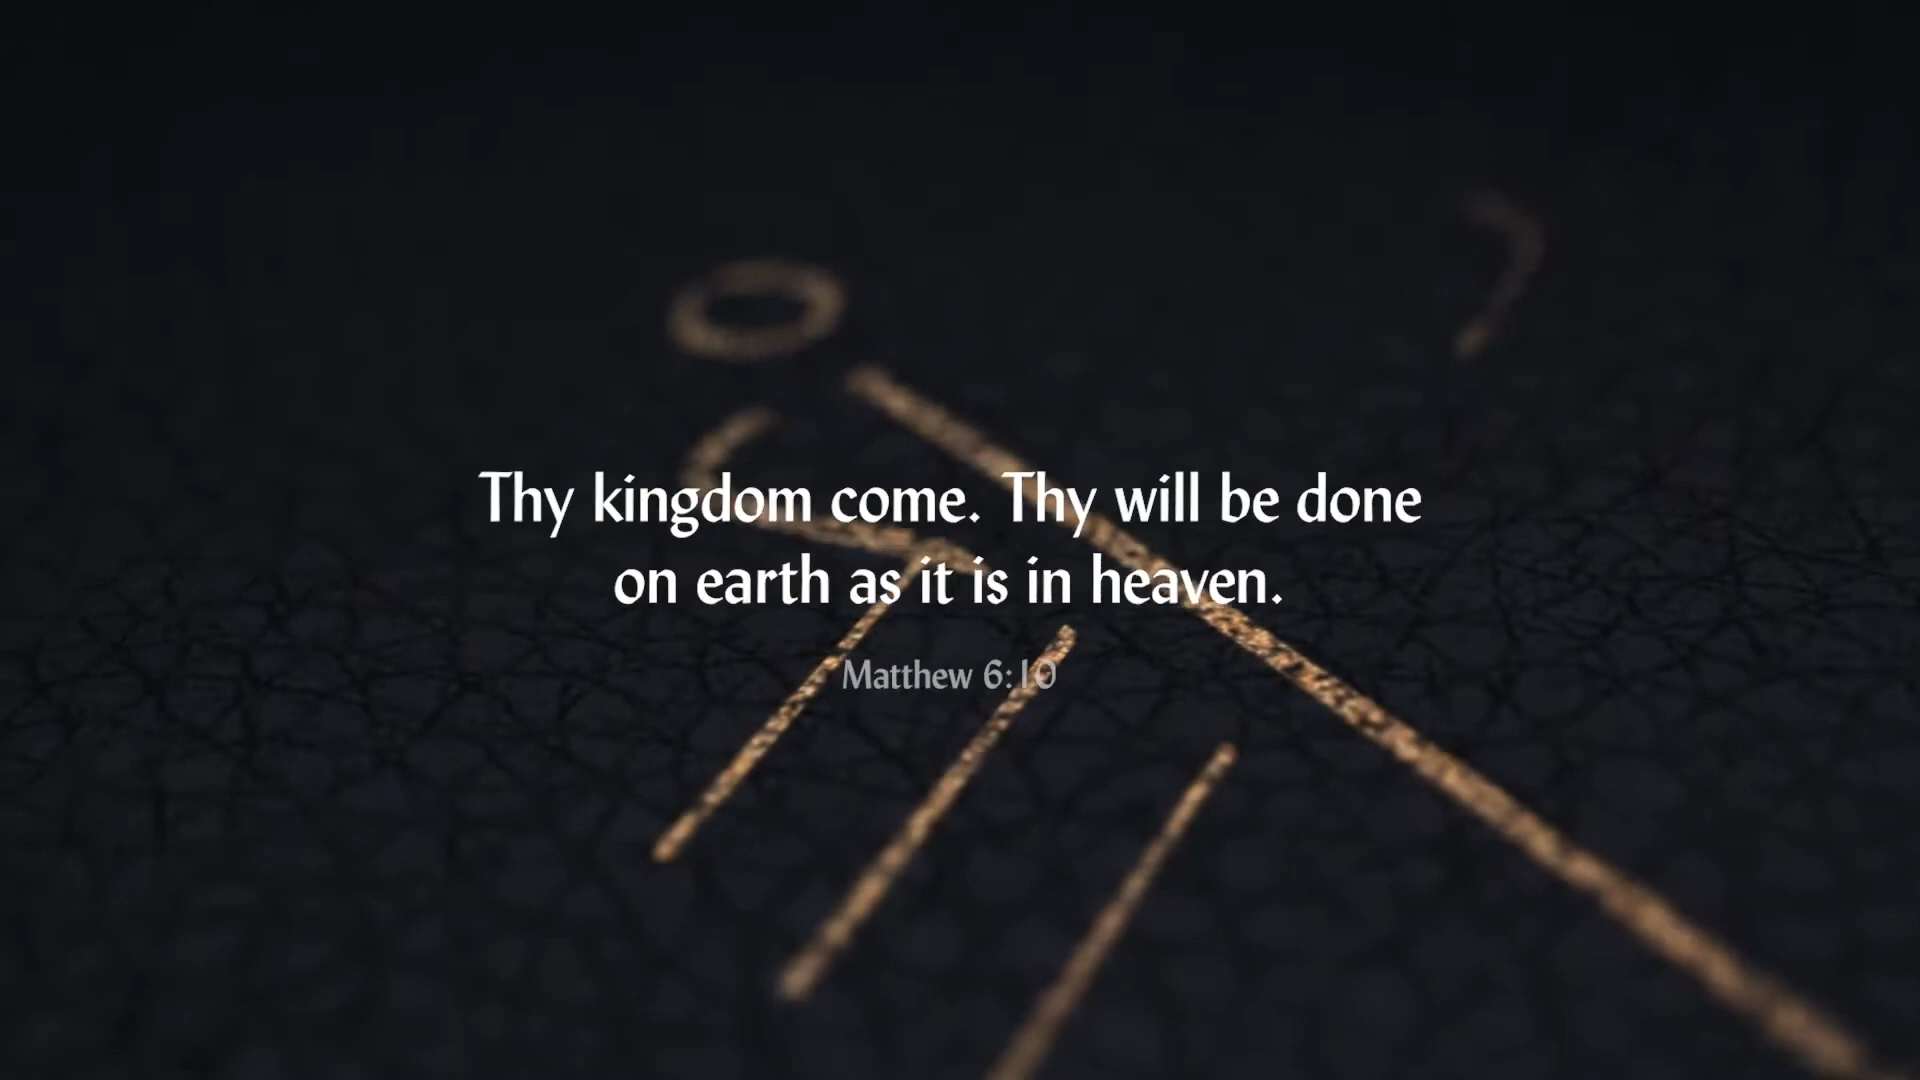 Thy kingdom come. Thy will be done
on earth as it is in heaven.
Matthew 6:10